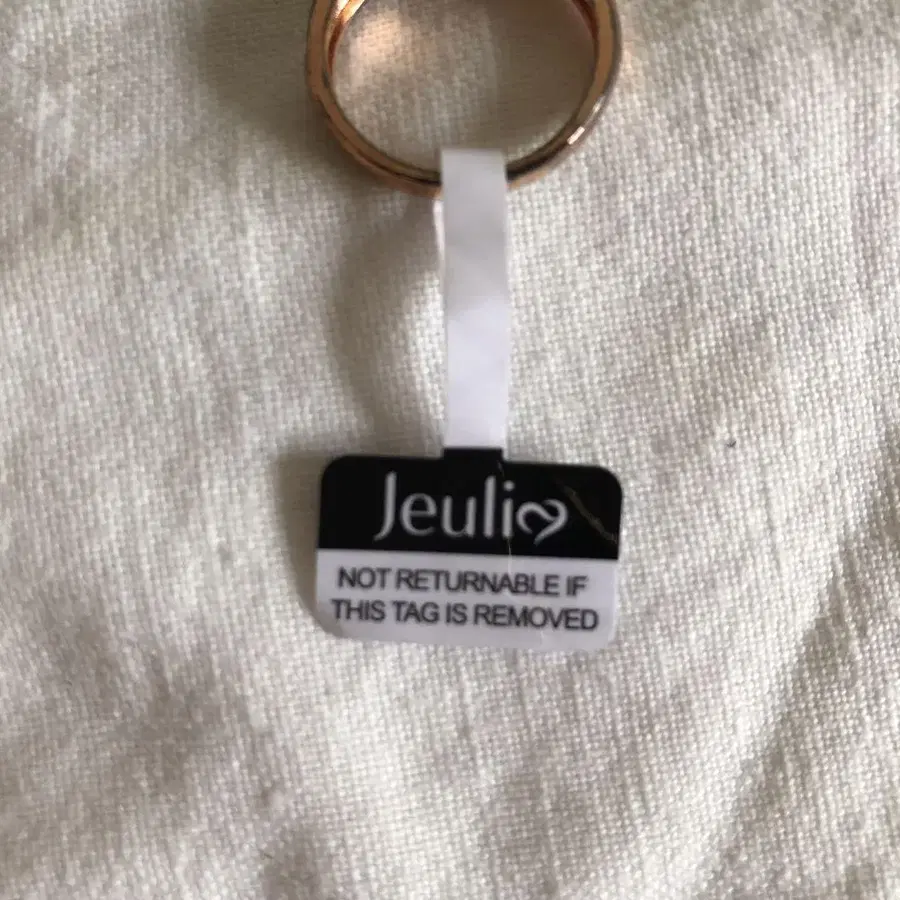 Jeulia
NOT RETURNABLE IF
THIS TAG IS REMOVED